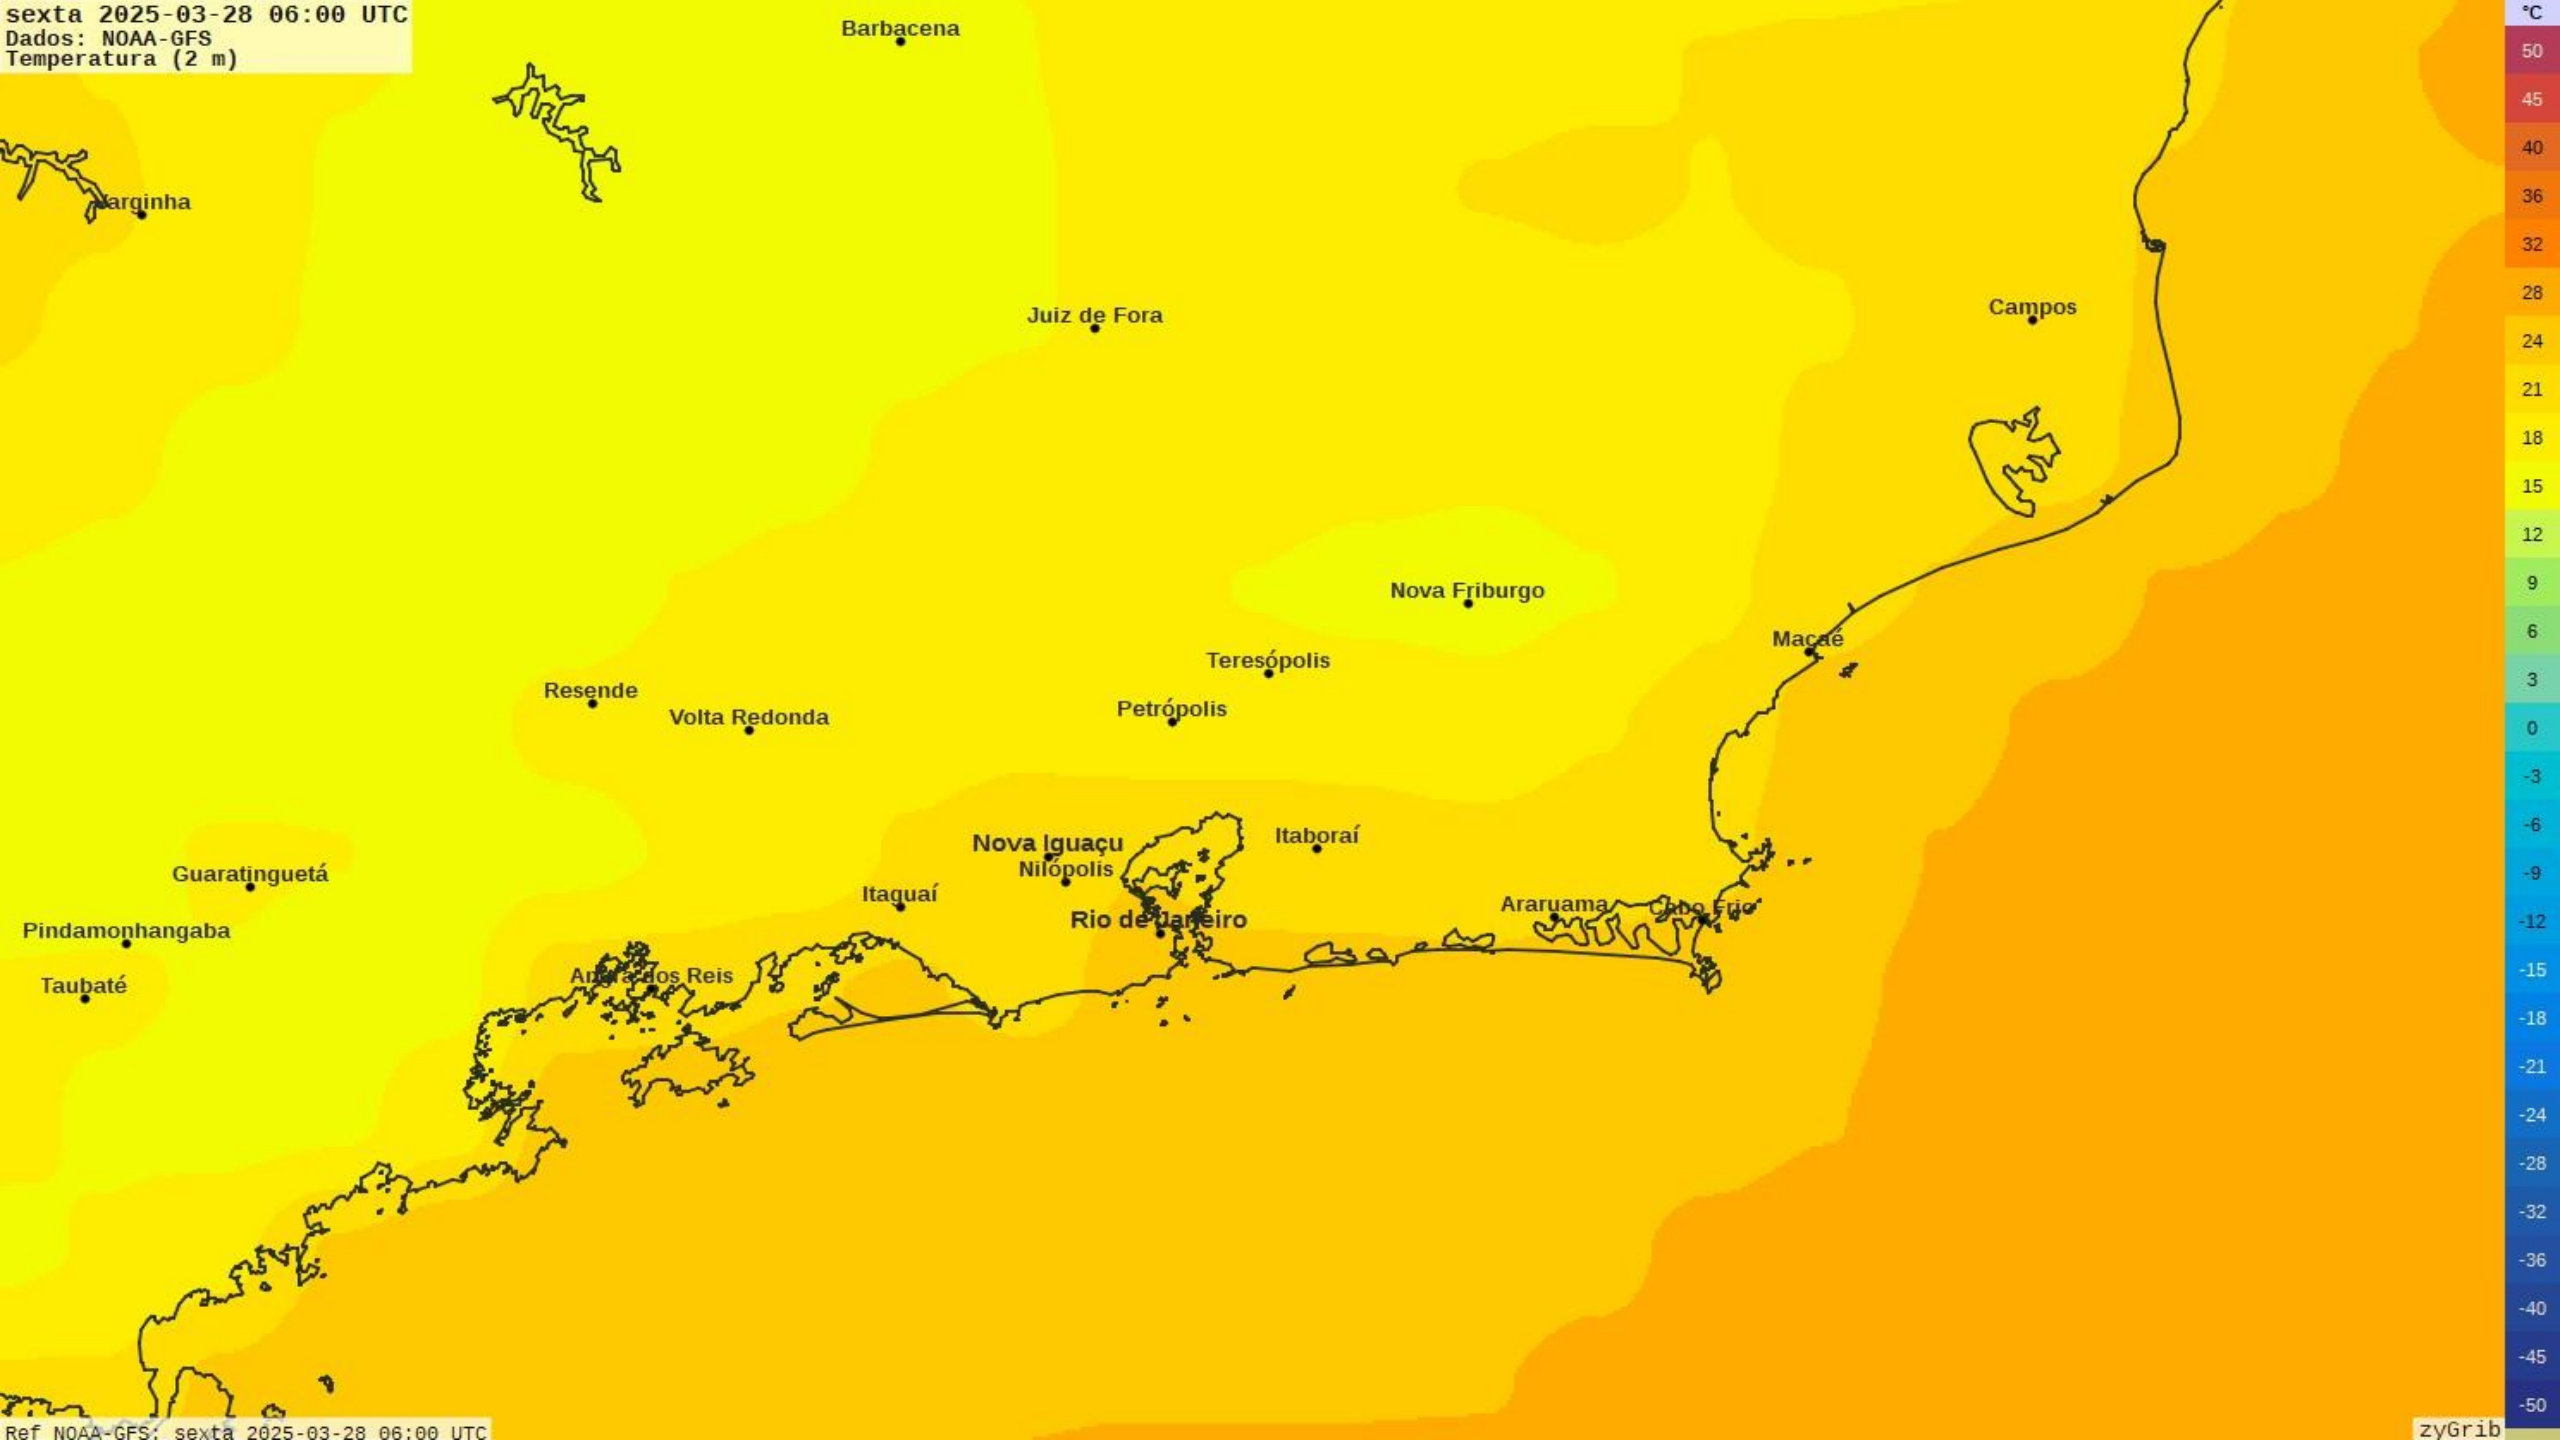 sexta 2025-03-28 06:00 UTC
Dados: NOAA-GFS
Temperatura (2 m)
Barbacena
°C
50
45
40
36
32
28
24
21
18
15
12
9
6
3
0
-3
-6
-9
-12
-15
-18
-21
-24
-28
-32
-36
-40
-45
-50
Varginha
Juiz de Fora
Campos
Nova Friburgo
Macaé
Teresópolis
Resende
Petrópolis
Volta Redonda
Nova Iguaçu
Itaboraí
Nilópolis
Guaratinguetá
Itaguaí
Araruama
Cabo Frio
Rio de Janeiro
Pindamonhangaba
Angra dos Reis
Taubaté
Ref NOAA-GFS: sexta 2025-03-28 06:00 UTC
zyGrib